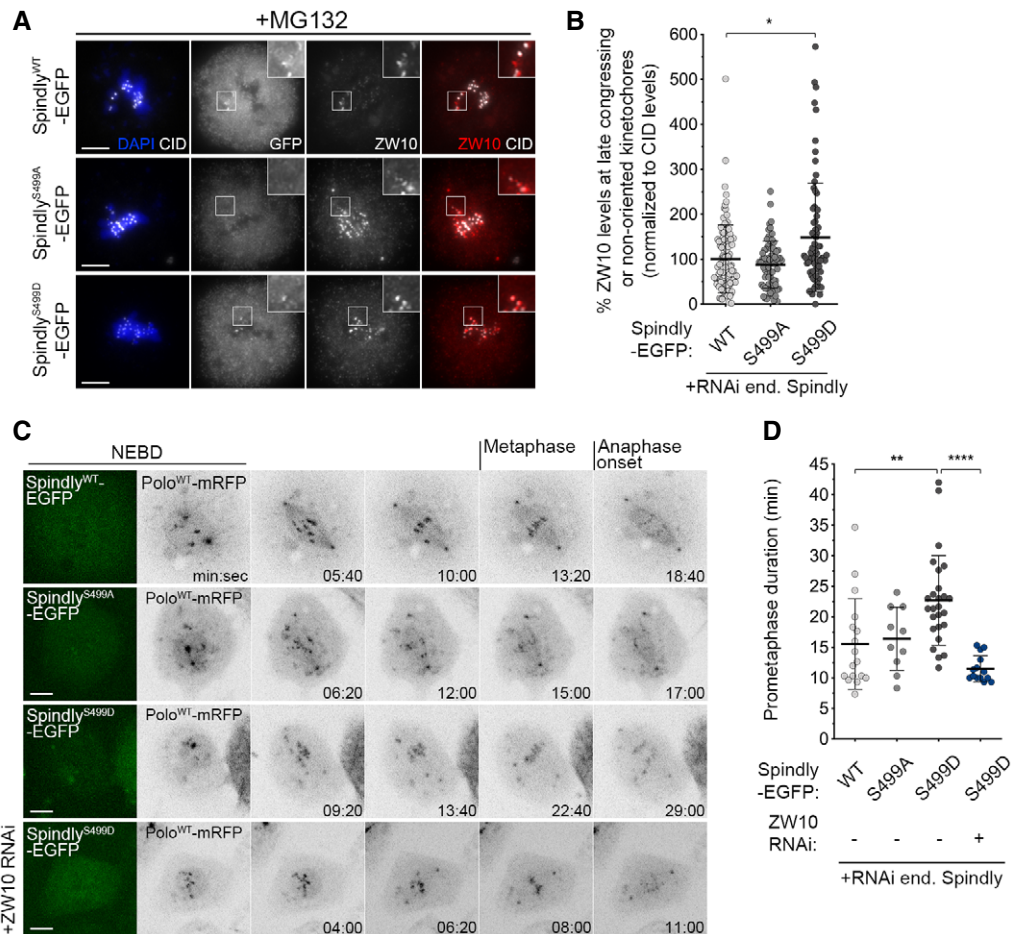 A
+MG132
Spindly^WT
-EGFP
DAPI CID
GFP
ZW10
ZW10 CID
Spindly^S499A
-EGFP
Spindly^S499D
-EGFP
B
% ZW10 levels at late congressing
or non-oriented kinetochores
(normalized to CID levels)
600
500
400
300
200
100
0
*
Spindly
-EGFP:
WT
S499A
S499D
+RNAi end. Spindly
C
NEBD
Metaphase
Anaphase
onset
Spindly^WT-
EGFP
Polo^WT-mRFP
min:sec
05:40
10:00
13:20
18:40
Spindly^S499A
-EGFP
Polo^WT-mRFP
06:20
12:00
15:00
17:00
Spindly^S499D
-EGFP
Polo^WT-mRFP
09:20
13:40
22:40
29:00
+ZW10 RNAi
Spindly^S499D
-EGFP
Polo^WT-mRFP
04:00
06:20
08:00
11:00
D
Prometaphase duration (min)
45
40
35
30
25
20
15
10
5
0
**
****
Spindly
-EGFP:
WT
S499A
S499D
S499D
ZW10
RNAi:
- - - +
+RNAi end. Spindly